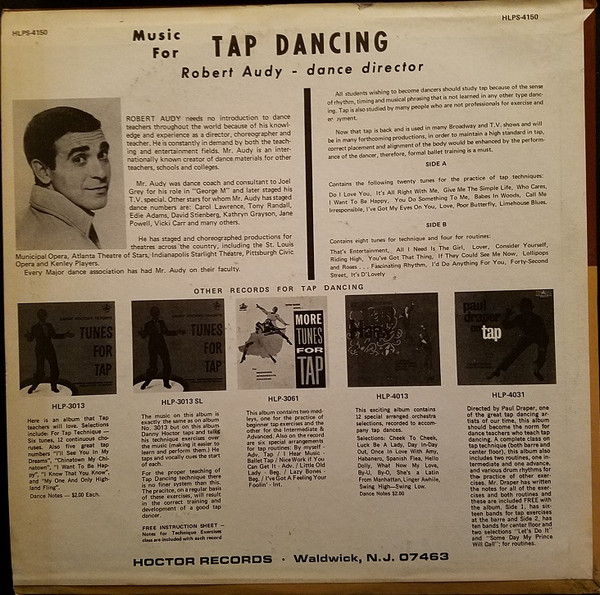 HLPS-4150
HLPS-4150
Music
For
TAP DANCING
Robert Audy - dance director
ROBERT AUDY needs no introduction to dance
teachers throughout the world because of his knowl-
edge and experience as a director, choreographer and
teacher. He is constantly in demand by both the teach-
ing and entertainment fields. Mr. Audy is an inter-
nationally known creator of dance materials for other
teachers, schools and colleges.
Mr. Audy was dance coach and consultant to Joel
Grey for his role in "George M" and later staged his
T.V. special. Other stars for whom Mr. Audy has staged
dance numbers are: Carol Lawrence, Tony Randall,
Edie Adams, David Stienberg, Kathryn Grayson, Jane
Powell, Vicki Carr and many others.
He has staged and choreographed productions for
theatres across the country, including the St. Louis
Municipal Opera, Atlanta Theatre of Stars, Indianapolis Starlight Theatre, Pittsburgh Civic
Opera and Kenley Players.
Every Major dance association has had Mr. Audy on their faculty.
All students wishing to become dancers should study tap because of the sense
of rhythm, timing and musical phrasing that is not learned in any other type danc-
ing. Tap is also studied by many people who are not professionals for exercise and
Now that tap is back and is used in many Broadway and T.V. shows and will
be in many forthcoming productions, in order to maintain a high standard in tap,
correct placement and alignment of the body would be enhanced by the perform-
ance of the dancer, therefore, formal ballet training is a must.
SIDE A
Contains the following twenty tunes for the practice of tap techniques:
Do I Love You, It's All Right With Me, Give Me The Simple Life, Who Cares,
I Want To Be Happy, You Do Something To Me, Babes In Woods, Call Me
Irresponsible, I've Got My Eyes On You, Love, Poor Butterfly, Limehouse Blues.
SIDE B
Contains eight tunes for technique and four for routines:
That's Entertainment, All I Need Is The Girl, Lover, Consider Yourself,
Riding High, You've Got That Thing, If They Could See Me Now, Lollipops
and Roses . . Fascinating Rhythm, I'd Do Anything For You, Forty-Second
Street, It's D'Lovely
OTHER RECORDS FOR TAP DANCING
TUNES
FOR
TAP
TUNES
FOR
TAP
MORE
TUNES
FOR
TAP
paul
draper
tap
HLP-3013
Here is an album that Tap
teachers will love. Selections
include: For Tap Technique —
Six tunes, 12 continuous cho-
ruses. Also five great tap
numbers "I'll See You In My
Dreams", "Chinatown My Chi-
natown", "I Want To Be Hap-
py", "I Know That You Know",
and "My One And Only High-
land Fling".
Dance Notes — $2.00 Each.
HLP-3013 SL
The music on this album is
exactly the same as on album
No. 3013 but on this album
Danny Hoctor taps and talks
his technique exercises over
the music (making it easier to
learn and perform them.) He
taps and vocally cues the start
of each.
For the proper teaching of
Tap Dancing technique there
is no finer system than this.
The pracitce, on a regular basis
of these exercises, will result
in the correct training and
development of a good tap
dancer.
FREE INSTRUCTION SHEET —
Notes for Technique Exercises
class are included with each record
HLP-3061
This album contains two med-
leys, one for the practice of
beginner tap exercises and the
other for the Intermediate &
Advanced. Also on the record
are six special arrangements
for tap routines. By request -
Adv. Tap / I Hear Music -
Ballet Tap / Nice Work If You
Can Get It - Adv. / Little Old
Lady - Beg. / Lazy Bones -
Beg. / I've Got A Feeling Your
Foolin' - Int.
HLP-4013
This exciting album contains
12 special arranged orchestra
selections, recorded to accom-
pany tap dances.
Selections: Cheek To Cheek,
Luck Be A Lady, Day In-Day
Out, Once In Love With Amy,
Habanero, Spanish Flea, Hello
Dolly, What Now My Love,
By-U, By-O, She's a Latin
From Manhattan, Linger Awhile,
Swing High—Swing Low.
Dance Notes $2.00
HLP-4031
Directed by Paul Draper, one
of the great tap dancing ar-
tists of our time, this album
should become the norm for
dance teachers who teach tap
dancing. A complete class on
tap technique (both barre and
center floor), this album also
includes two routines, one in-
termediate and one advance,
and various drum rhythms for
the practice of other exer-
cises. Mr. Draper has written
the notes for all of the exer-
cises and both routines and
these are included FREE with
the album. Side 1, has six-
teen bands for tap exercises
at the barre and Side 2, has
ten bands for center floor and
two selections "Let's Do It"
and "Some Day My Prince
Will Call"; for routines.
HOCTOR RECORDS · Waldwick, N.J. 07463